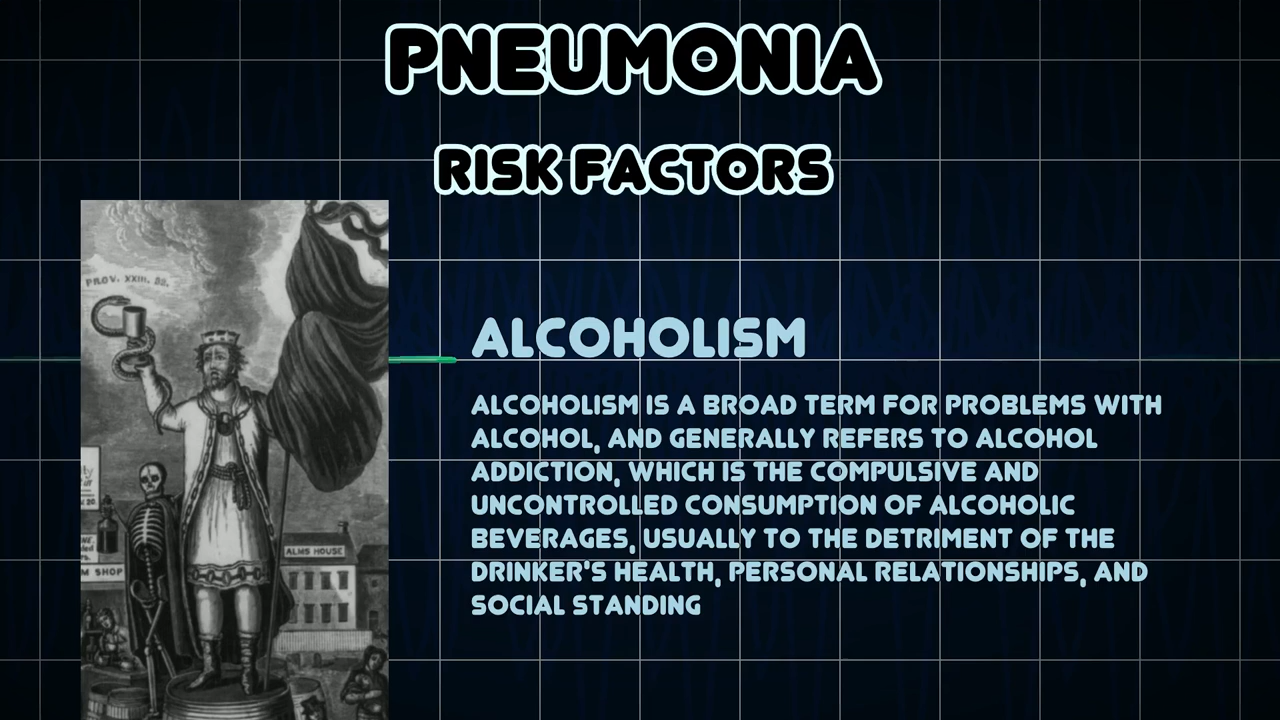 PNEUMONIA
RISK FACTORS
PROV. XXIII. 32.
ALCOHOLISM
ALCOHOLISM IS A BROAD TERM FOR PROBLEMS WITH
ALCOHOL, AND GENERALLY REFERS TO ALCOHOL
ADDICTION, WHICH IS THE COMPULSIVE AND
UNCONTROLLED CONSUMPTION OF ALCOHOLIC
BEVERAGES, USUALLY TO THE DETRIMENT OF THE
DRINKER'S HEALTH, PERSONAL RELATIONSHIPS, AND
SOCIAL STANDING
ALMS HOUSE
SHOP